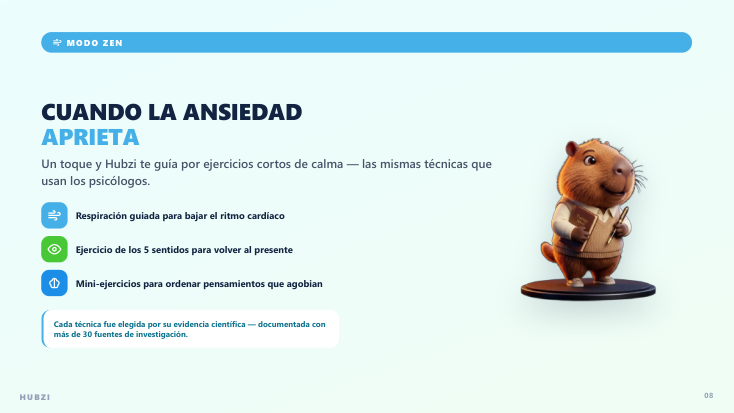 MODO ZEN
CUANDO LA ANSIEDAD
APRIETA
Un toque y Hubzi te guía por ejercicios cortos de calma — las mismas técnicas que
usan los psicólogos.
Respiración guiada para bajar el ritmo cardíaco
Ejercicio de los 5 sentidos para volver al presente
Mini-ejercicios para ordenar pensamientos que agobian
Cada técnica fue elegida por su evidencia científica — documentada con
más de 30 fuentes de investigación.
HUBZI
08